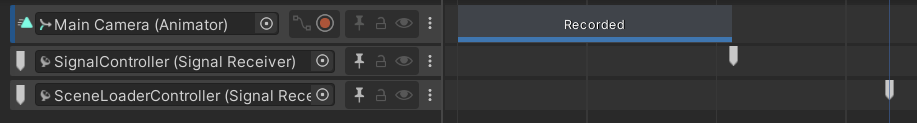 Main Camera (Animator)
Recorded
SignalController (Signal Receiver)
SceneLoaderController (Signal Rece